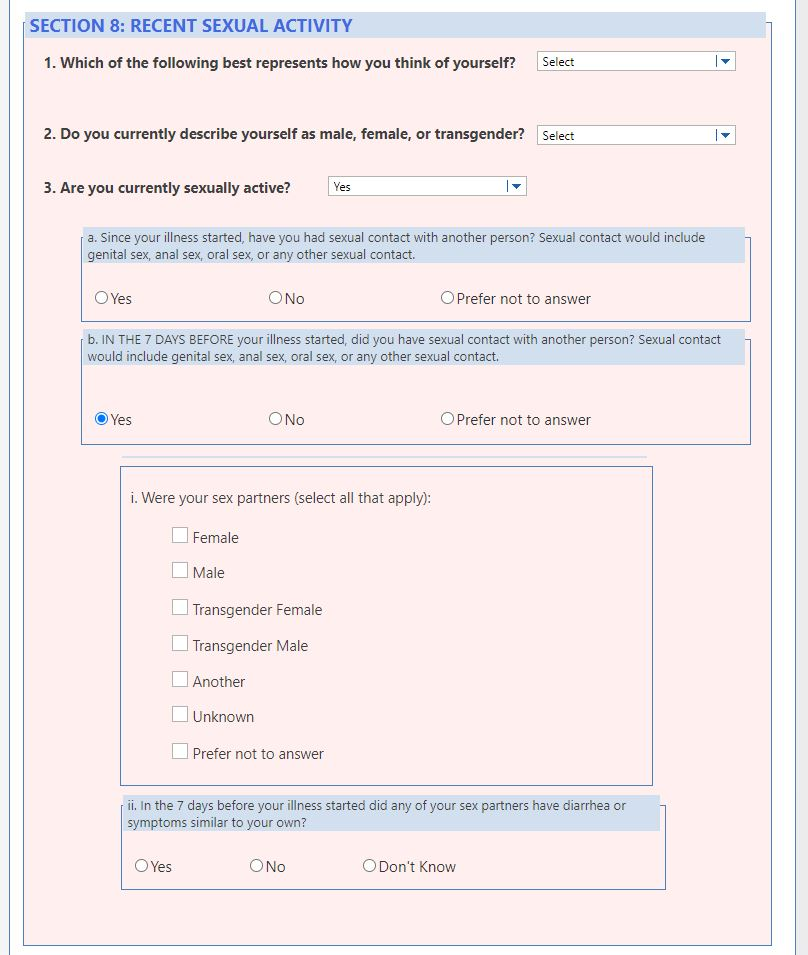 SECTION 8: RECENT SEXUAL ACTIVITY
1. Which of the following best represents how you think of yourself? Select
2. Do you currently describe yourself as male, female, or transgender? Select
3. Are you currently sexually active? Yes
a. Since your illness started, have you had sexual contact with another person? Sexual contact would include
genital sex, anal sex, oral sex, or any other sexual contact.
Yes No Prefer not to answer
b. IN THE 7 DAYS BEFORE your illness started, did you have sexual contact with another person? Sexual contact
would include genital sex, anal sex, oral sex, or any other sexual contact.
Yes No Prefer not to answer
i. Were your sex partners (select all that apply):
Female
Male
Transgender Female
Transgender Male
Another
Unknown
Prefer not to answer
ii. In the 7 days before your illness started did any of your sex partners have diarrhea or
symptoms similar to your own?
Yes No Don't Know